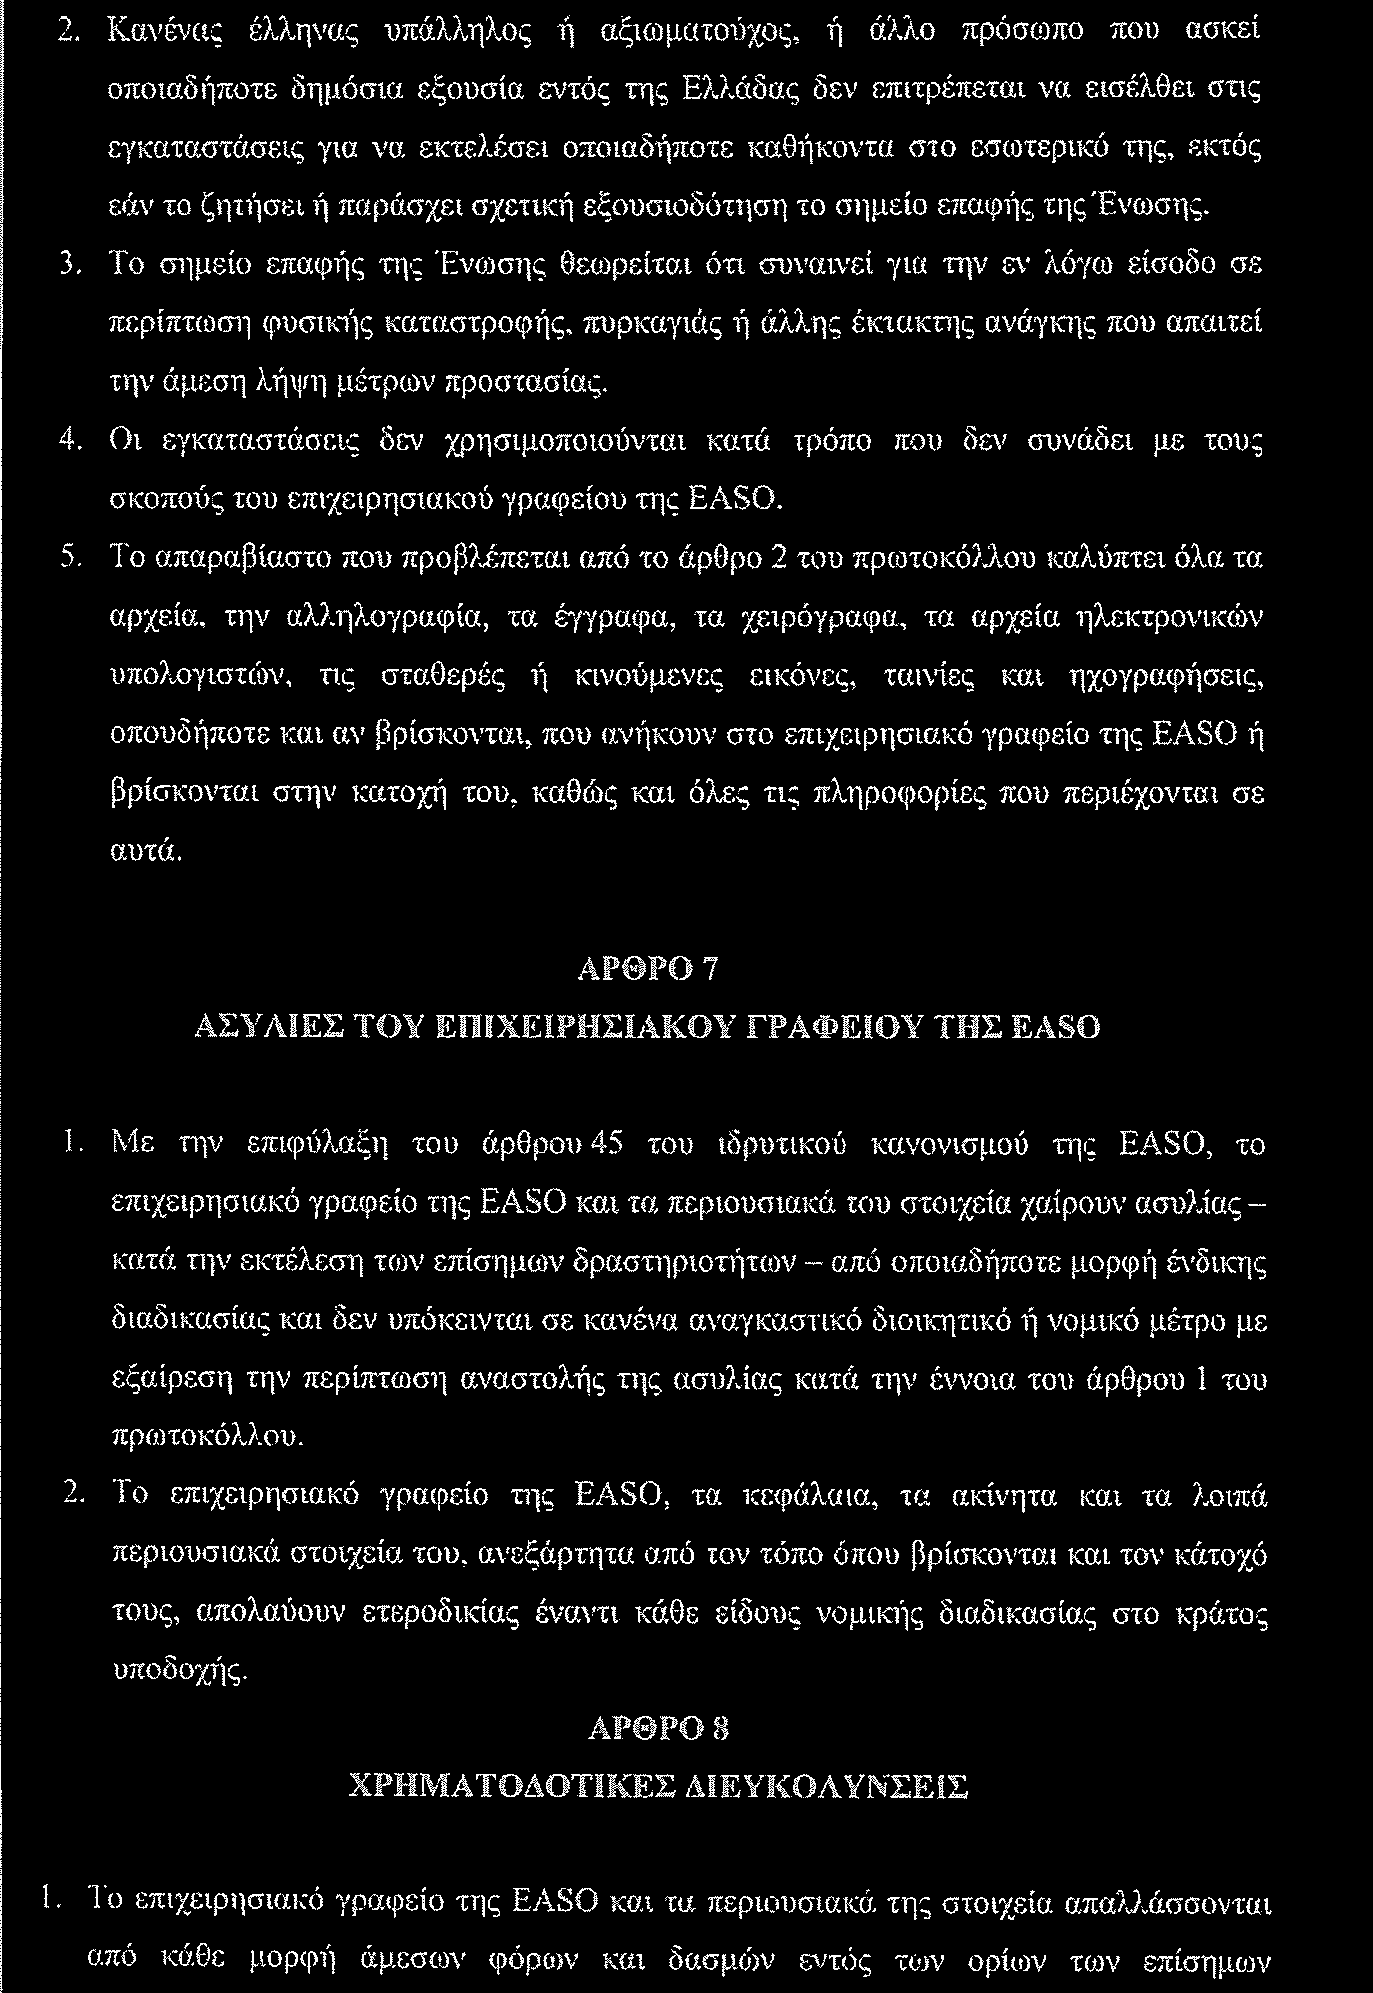 2. Κανένας έλληνας υπάλληλος ή αξιωματούχος, ή άλλο πρόσωπο που ασκεί
οποιαδήποτε δημόσια εξουσία εντός της Ελλάδας δεν επιτρέπεται να εισέλθει στις
εγκαταστάσεις για να εκτελέσει οποιαδήποτε καθήκοντα στο εσωτερικό της, εκτός
εάν το ζητήσει ή παράσχει σχετική εξουσιοδότηση το σημείο επαφής της Ένωσης.
3. Το σημείο επαφής της Ένωσης θεωρείται ότι συναινεί για την εν λόγω είσοδο σε
περίπτωση φυσικής καταστροφής, πυρκαγιάς ή άλλης έκτακτης ανάγκης που απαιτεί
την άμεση λήψη μέτρων προστασίας.
4. Οι εγκαταστάσεις δεν χρησιμοποιούνται κατά τρόπο που δεν συνάδει με τους
σκοπούς του επιχειρησιακού γραφείου της EASO.
5. Το απαραβίαστο που προβλέπεται από το άρθρο 2 του πρωτοκόλλου καλύπτει όλα τα
αρχεία, την αλληλογραφία, τα έγγραφα, τα χειρόγραφα, τα αρχεία ηλεκτρονικών
υπολογιστών, τις σταθερές ή κινούμενες εικόνες, ταινίες και ηχογραφήσεις,
οπουδήποτε και αν βρίσκονται, που ανήκουν στο επιχειρησιακό γραφείο της EASO ή
βρίσκονται στην κατοχή του, καθώς και όλες τις πληροφορίες που περιέχονται σε
αυτά.
ΑΡΘΡΟ 7
ΑΣΥΛΙΕΣ ΤΟΥ ΕΠΙΧΕΙΡΗΣΙΑΚΟΥ ΓΡΑΦΕΙΟΥ ΤΗΣ EASO
1. Με την επιφύλαξη του άρθρου 45 του ιδρυτικού κανονισμού της EASO, το
επιχειρησιακό γραφείο της EASO και τα περιουσιακά του στοιχεία χαίρουν ασυλίας –
κατά την εκτέλεση των επίσημων δραστηριοτήτων – από οποιαδήποτε μορφή ένδικης
διαδικασίας και δεν υπόκεινται σε κανένα αναγκαστικό διοικητικό ή νομικό μέτρο με
εξαίρεση την περίπτωση αναστολής της ασυλίας κατά την έννοια του άρθρου 1 του
πρωτοκόλλου.
2. Το επιχειρησιακό γραφείο της EASO, τα κεφάλαια, τα ακίνητα και τα λοιπά
περιουσιακά στοιχεία του, ανεξάρτητα από τον τόπο όπου βρίσκονται και τον κάτοχό
τους, απολαύουν ετεροδικίας έναντι κάθε είδους νομικής διαδικασίας στο κράτος
υποδοχής.
ΑΡΘΡΟ 8
ΧΡΗΜΑΤΟΔΟΤΙΚΕΣ ΔΙΕΥΚΟΛΥΝΣΕΙΣ
1. Το επιχειρησιακό γραφείο της EASO και τα περιουσιακά της στοιχεία απαλλάσσονται
από κάθε μορφή άμεσων φόρων και δασμών εντός των ορίων των επίσημων